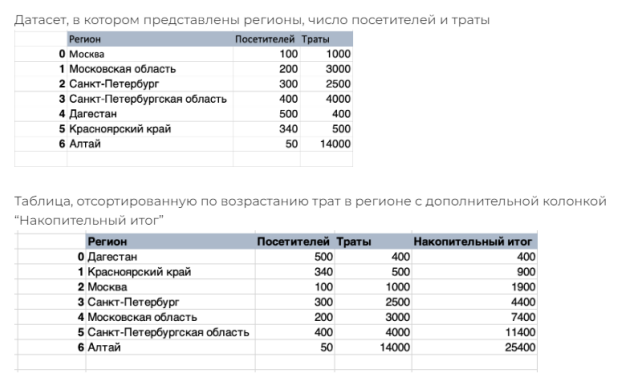 Датасет, в котором представлены регионы, число посетителей и траты
Регион Посетителей Траты
0 Москва 100 1000
1 Московская область 200 3000
2 Санкт-Петербург 300 2500
3 Санкт-Петербургская область 400 4000
4 Дагестан 500 400
5 Красноярский край 340 500
6 Алтай 50 14000
Таблица, отсортированную по возрастанию трат в регионе с дополнительной колонкой
“Накопительный итог”
Регион Посетителей Траты Накопительный итог
0 Дагестан 500 400 400
1 Красноярский край 340 500 900
2 Москва 100 1000 1900
3 Санкт-Петербург 300 2500 4400
4 Московская область 200 3000 7400
5 Санкт-Петербургская область 400 4000 11400
6 Алтай 50 14000 25400